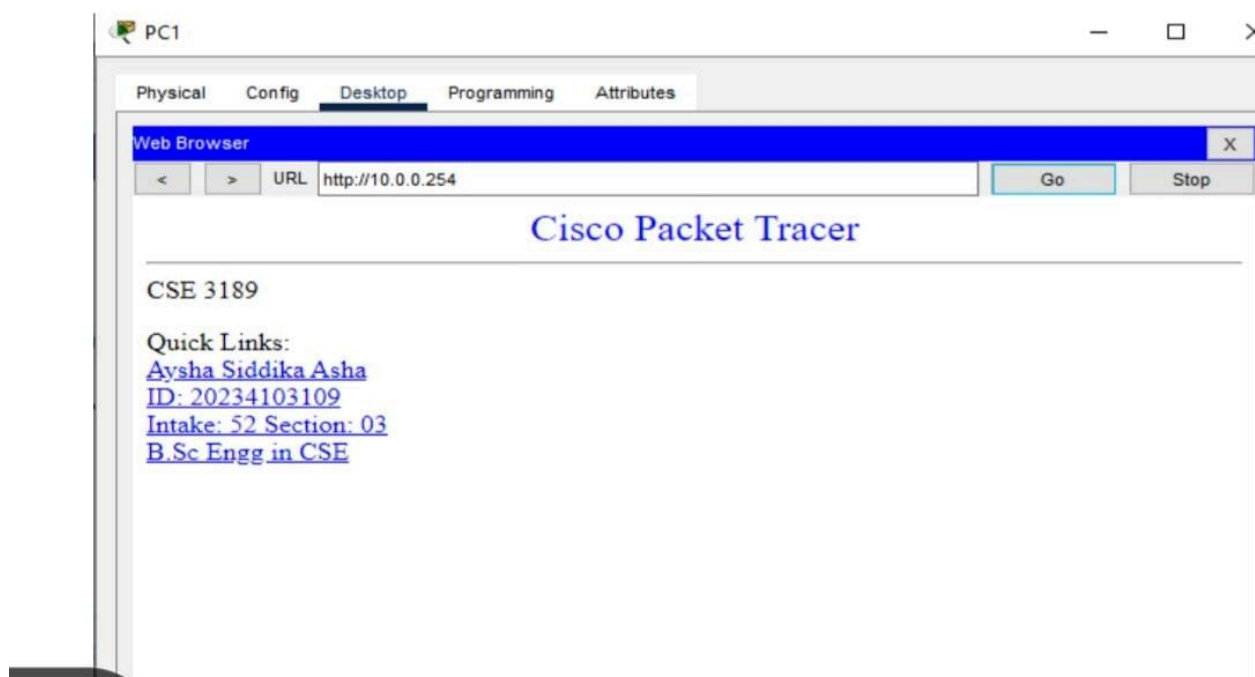 PC1
Physical Config Desktop Programming Attributes
Web Browser X
< > URL http://10.0.0.254 Go Stop
Cisco Packet Tracer
CSE 3189
Quick Links:
Aysha Siddika Asha
ID: 20234103109
Intake: 52 Section: 03
B.Sc Engg in CSE